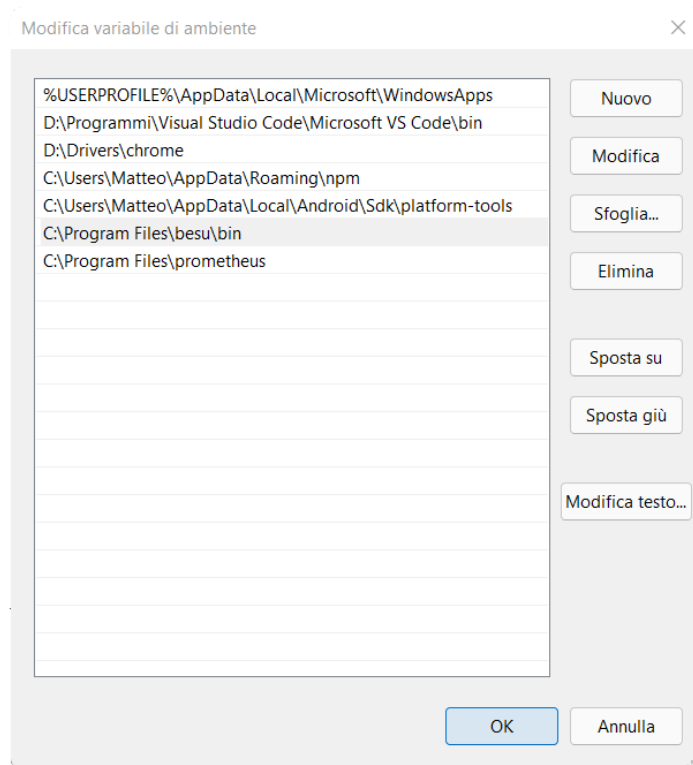 Modifica variabile di ambiente
%USERPROFILE%\AppData\Local\Microsoft\WindowsApps
D:\Programmi\Visual Studio Code\Microsoft VS Code\bin
D:\Drivers\chrome
C:\Users\Matteo\AppData\Roaming\npm
C:\Users\Matteo\AppData\Local\Android\Sdk\platform-tools
C:\Program Files\besu\bin
C:\Program Files\prometheus
Nuovo
Modifica
Sfoglia...
Elimina
Sposta su
Sposta giù
Modifica testo...
OK
Annulla